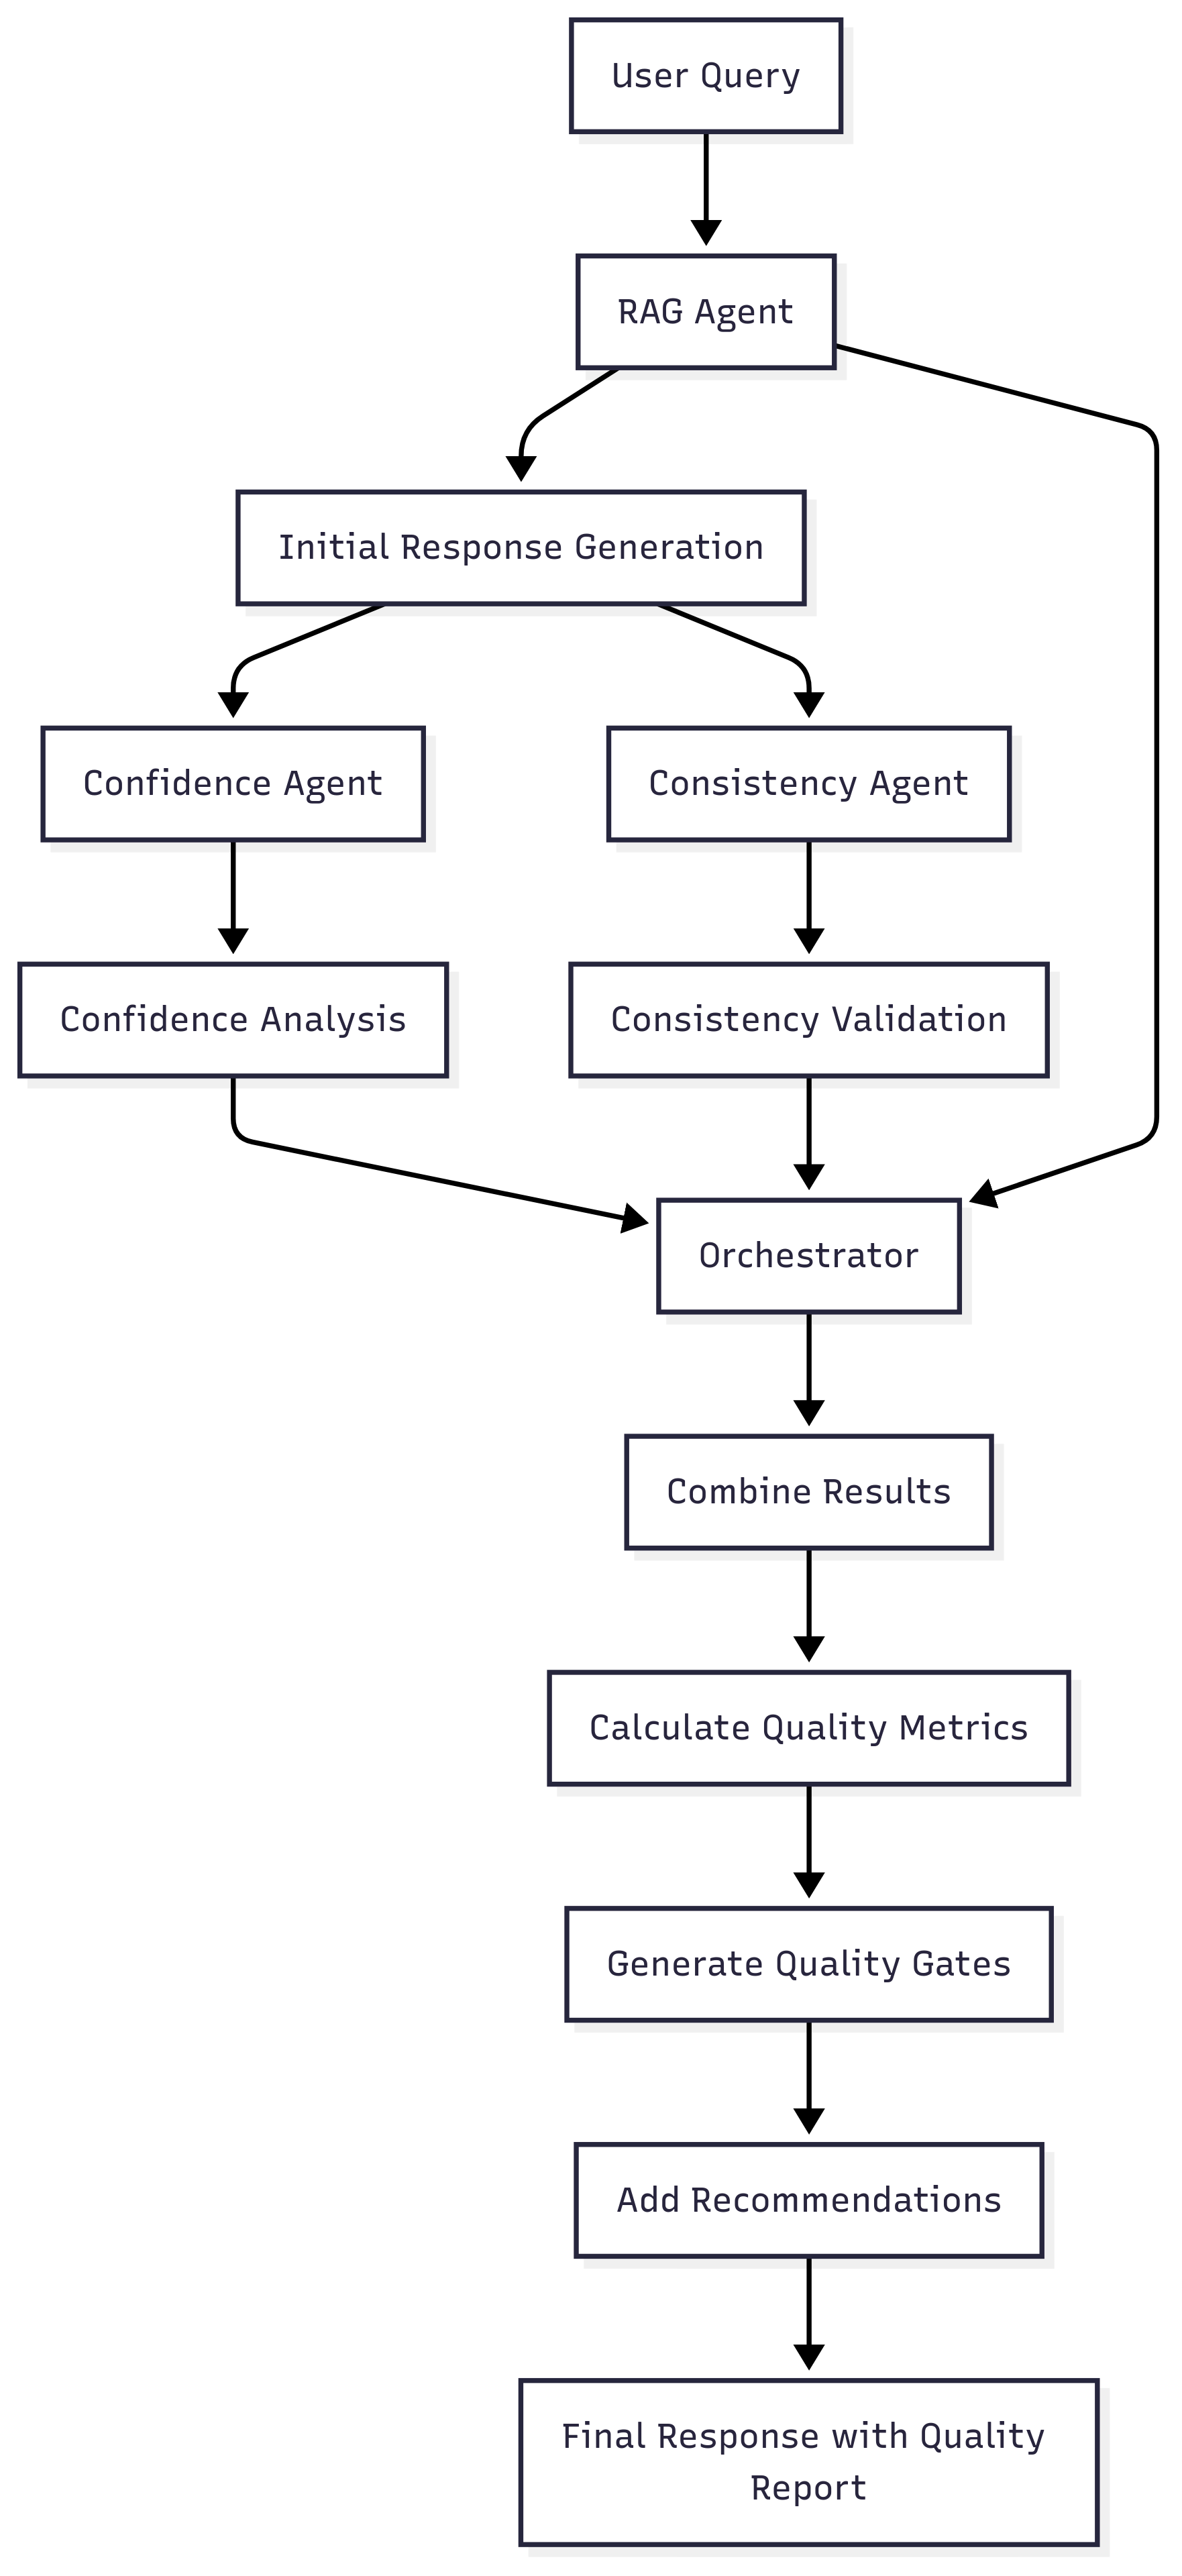 User Query
RAG Agent
Initial Response Generation
Confidence Agent
Consistency Agent
Confidence Analysis
Consistency Validation
Orchestrator
Combine Results
Calculate Quality Metrics
Generate Quality Gates
Add Recommendations
Final Response with Quality
Report